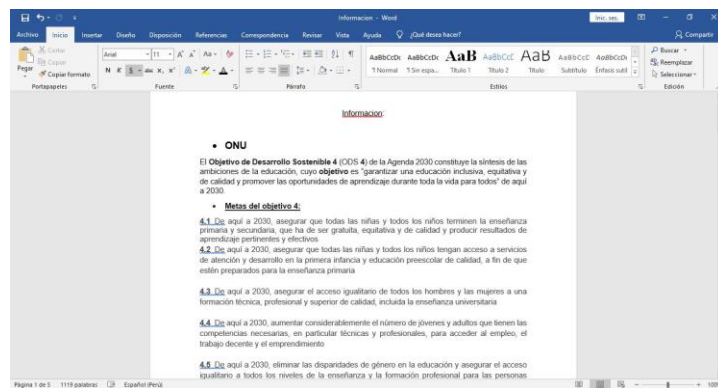 Informacion - Word
Inic. ses.
Archivo Inicio Insertar Diseño Disposición Referencias Correspondencia Revisar Vista Ayuda ¿Qué desea hacer? Compartir
Pegar
Cortar
Copiar
Copiar formato
Portapapeles
Arial 11
N K S abc
Fuente
Párrafo
AaBbCcDc AaBbCcDc AaB AaBbCcC AaB AaBbCcC AaBbCcDi
¶ Normal ¶ Sin espa... Título 1 Título 2 Título Subtítulo Énfasis sutil
Estilos
Buscar
Reemplazar
Seleccionar
Edición
Informacion:
• ONU
El Objetivo de Desarrollo Sostenible 4 (ODS 4) de la Agenda 2030 constituye la síntesis de las
ambiciones de la educación, cuyo objetivo es "garantizar una educación inclusiva, equitativa y
de calidad y promover las oportunidades de aprendizaje durante toda la vida para todos" de aquí
a 2030.
• Metas del objetivo 4:
4.1 De aquí a 2030, asegurar que todas las niñas y todos los niños terminen la enseñanza
primaria y secundaria, que ha de ser gratuita, equitativa y de calidad y producir resultados de
aprendizaje pertinentes y efectivos
4.2 De aquí a 2030, asegurar que todas las niñas y todos los niños tengan acceso a servicios
de atención y desarrollo en la primera infancia y educación preescolar de calidad, a fin de que
estén preparados para la enseñanza primaria
4.3 De aquí a 2030, asegurar el acceso igualitario de todos los hombres y las mujeres a una
formación técnica, profesional y superior de calidad, incluida la enseñanza universitaria
4.4 De aquí a 2030, aumentar considerablemente el número de jóvenes y adultos que tienen las
competencias necesarias, en particular técnicas y profesionales, para acceder al empleo, el
trabajo decente y el emprendimiento
4.5 De aquí a 2030, eliminar las disparidades de género en la educación y asegurar el acceso
igualitario a todos los niveles de la enseñanza y la formación profesional para las personas
Página 1 de 5 1119 palabras Español (Perú)